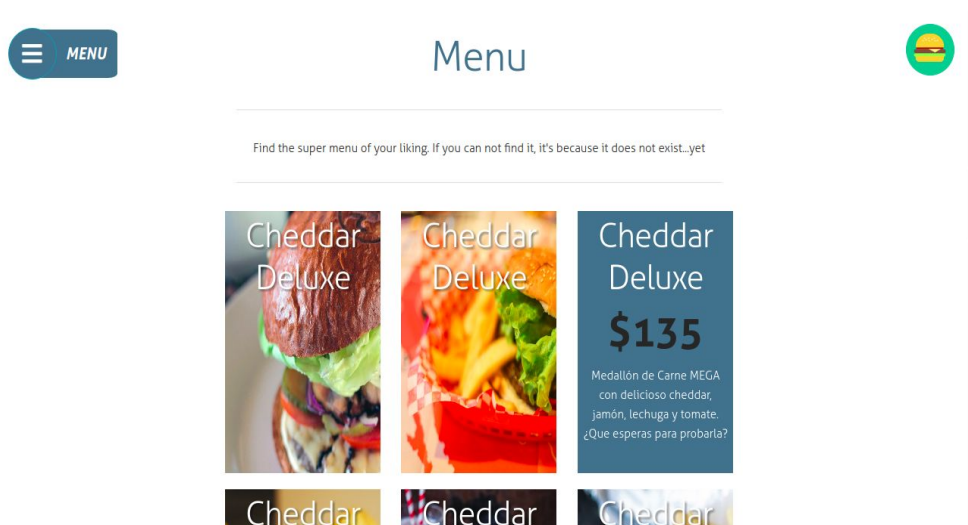 MENU
Menu
Find the super menu of your liking. If you can not find it, it's because it does not exist...yet
Cheddar
Deluxe
Cheddar
Deluxe
Cheddar
Deluxe
$135
Medallón de Carne MEGA
con delicioso cheddar,
jamón, lechuga y tomate.
¿Que esperas para probarla?
Cheddar
Cheddar
Cheddar